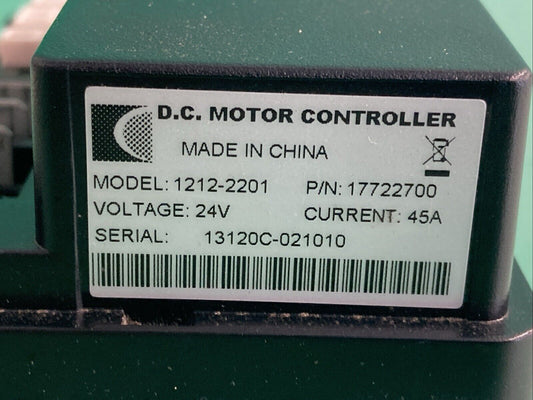 D.C. MOTOR CONTROLLER
MADE IN CHINA
MODEL: 1212-2201 P/N: 17722700
VOLTAGE: 24V CURRENT: 45A
SERIAL: 13120C-021010